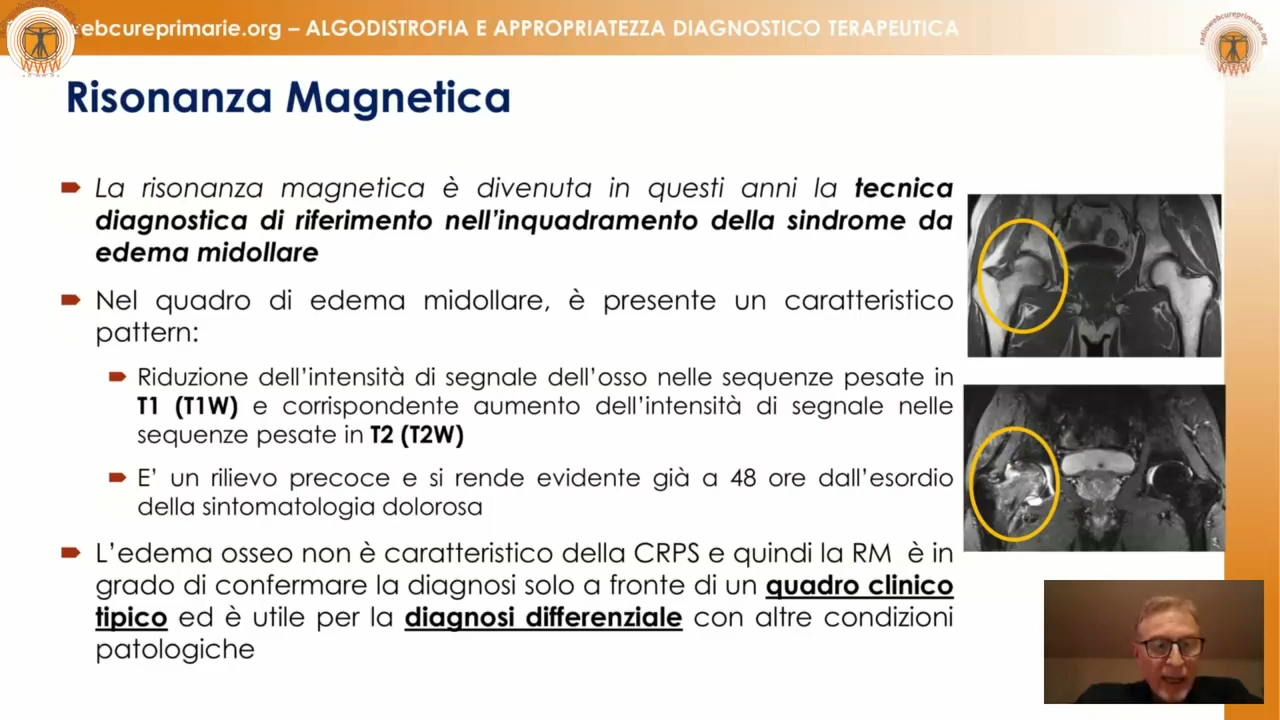 ebcureprimarie.org – ALGODISTROFIA E APPROPRIATEZZA DIAGNOSTICO TERAPEUTICA
WWW
radiowebcureprimarie.org
WWW
Risonanza Magnetica
La risonanza magnetica è divenuta in questi anni la tecnica
diagnostica di riferimento nell'inquadramento della sindrome da
edema midollare
Nel quadro di edema midollare, è presente un caratteristico
pattern:
Riduzione dell'intensità di segnale dell'osso nelle sequenze pesate in
T1 (T1W) e corrispondente aumento dell'intensità di segnale nelle
sequenze pesate in T2 (T2W)
E' un rilievo precoce e si rende evidente già a 48 ore dall'esordio
della sintomatologia dolorosa
L'edema osseo non è caratteristico della CRPS e quindi la RM è in
grado di confermare la diagnosi solo a fronte di un quadro clinico
tipico ed è utile per la diagnosi differenziale con altre condizioni
patologiche